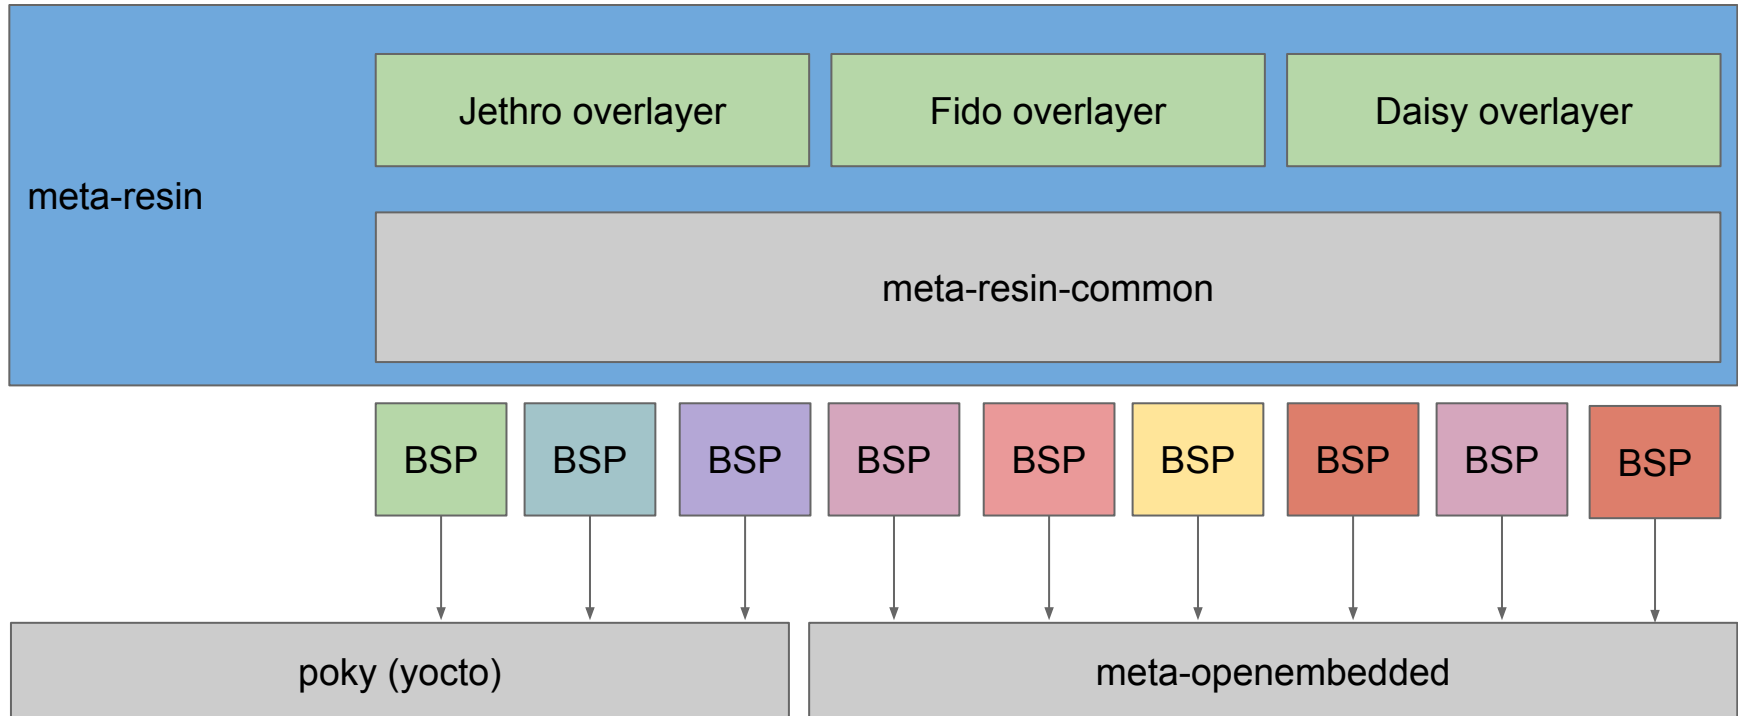 Jethro overlayer
Fido overlayer
Daisy overlayer
meta-resin
meta-resin-common
BSP
BSP
BSP
BSP
BSP
BSP
BSP
BSP
BSP
poky (yocto)
meta-openembedded